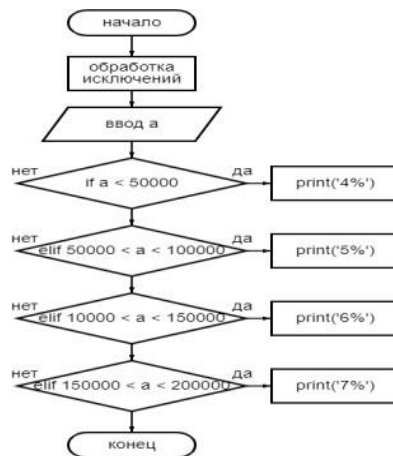 начало
обработка
исключений
ввод a
нет
да
if a < 50000
print('4%')
нет
да
elif 50000 < a < 100000
print('5%')
нет
да
elif 10000 < a < 150000
print('6%')
нет
да
elif 150000 < a < 200000
print('7%')
конец